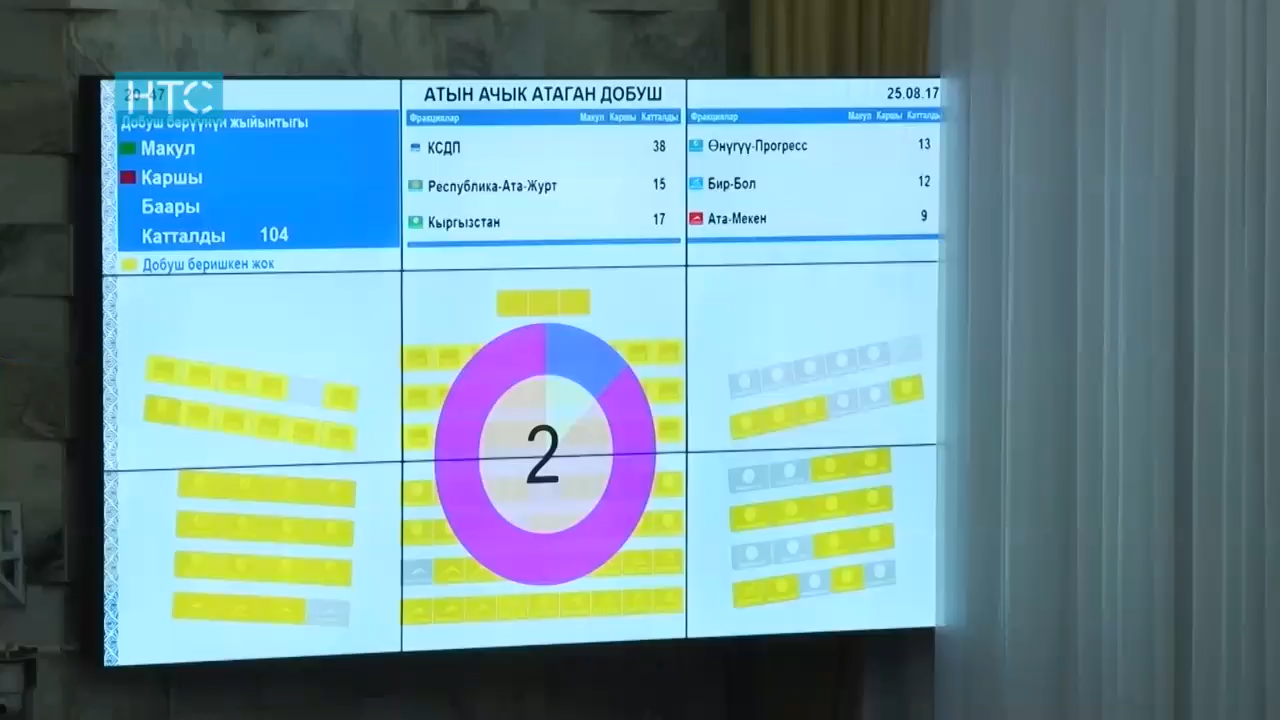 НТС
20:47
Добуш берүүнүн жыйынтыгы
Макул
Каршы
Баары
Катталды 104
Добуш беришкен жок
АТЫН АЧЫК АТАГАН ДОБУШ
Фракциялар Макул Каршы Катталды
КСДП 38
Республика-Ата-Журт 15
Кыргызстан 17
25.08.17
Фракциялар Макул Каршы Катталды
Өнүгүү-Прогресс 13
Бир-Бол 12
Ата-Мекен 9
2